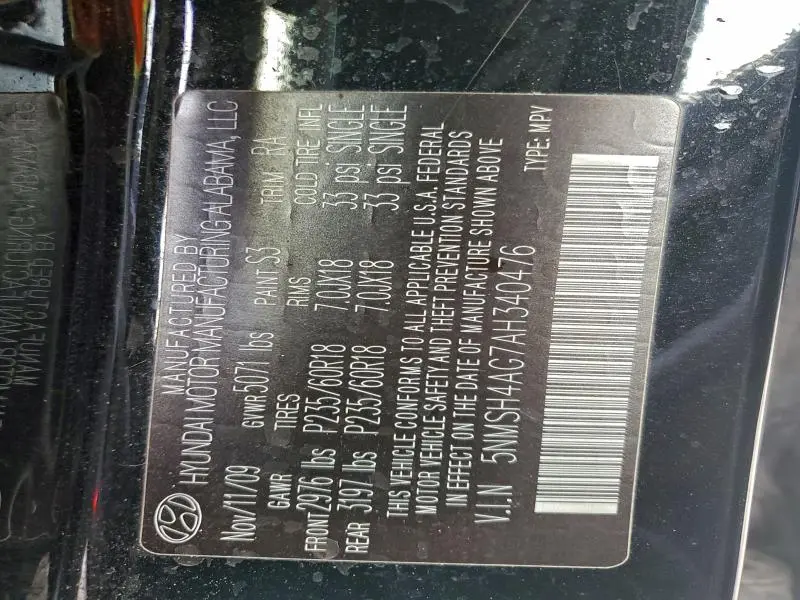 MANUFACTURED BY
HYUNDAI MOTOR MANUFACTURING ALABAMA, LLC
Nov/11/09 GVWR 5071 lbs PAINT S3 TRIM RA
GAWR TIRES RIMS COLD TIRE INFL
FRONT 2976 lbs P235/60R18 7.0JX18 33 psi SINGLE
REAR 3197 lbs P235/60R18 7.0JX18 33 psi SINGLE
THIS VEHICLE CONFORMS TO ALL APPLICABLE U.S.A. FEDERAL
MOTOR VEHICLE SAFETY AND THEFT PREVENTION STANDARDS
IN EFFECT ON THE DATE OF MANUFACTURE SHOWN ABOVE
V.I.N 5NMSH4AG7AH340476 TYPE: MPV